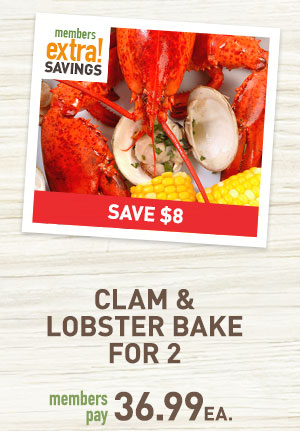 members
extra!
SAVINGS
SAVE $8
CLAM &
LOBSTER BAKE
FOR 2
members
pay 36.99EA.